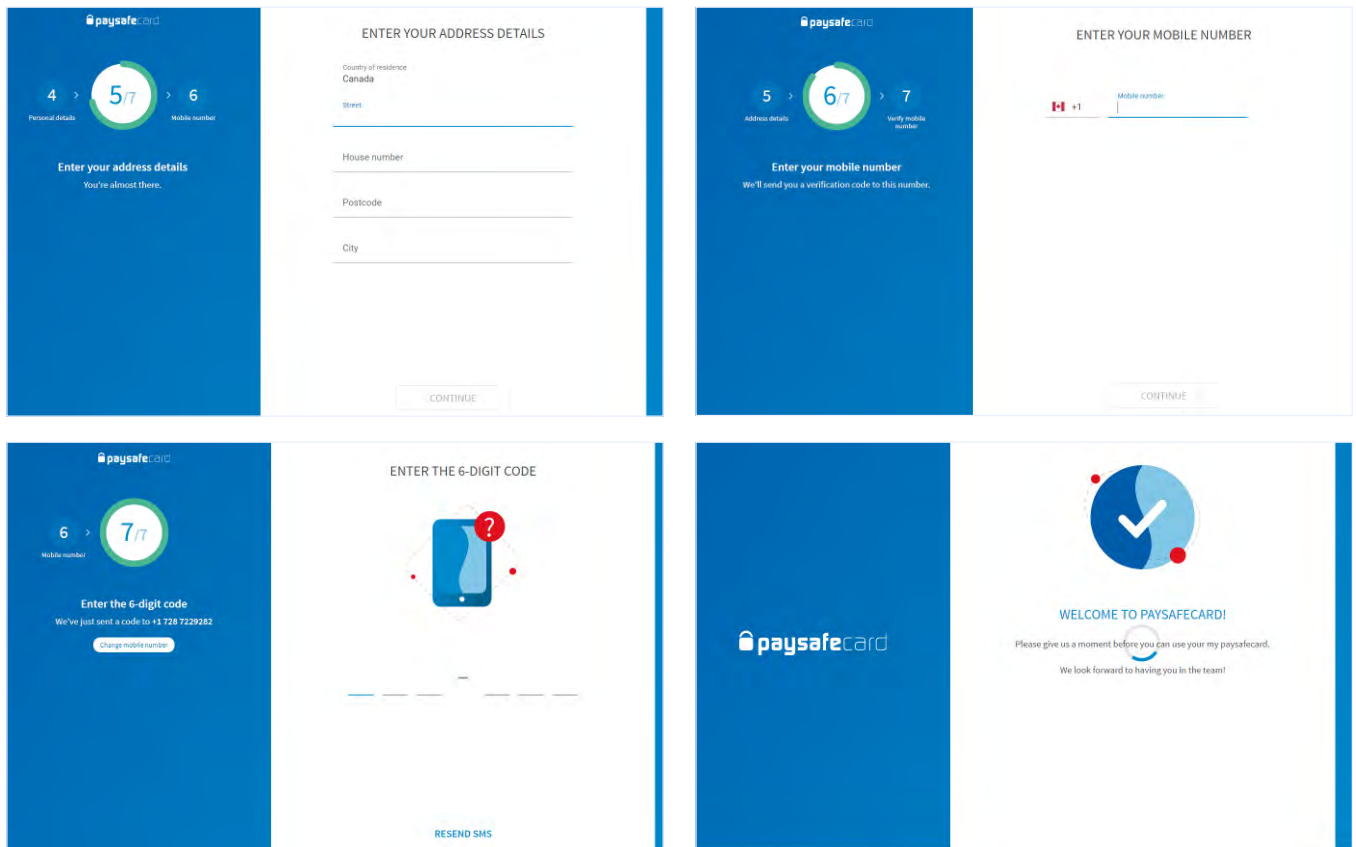 paysafecard
4 > 5/7 > 6
Personal details
Mobile number
Enter your address details
You're almost there.
ENTER YOUR ADDRESS DETAILS
Country of residence
Canada
Street
House number
Postcode
City
CONTINUE
paysafecard
5 > 6/7 > 7
Address details
Verify mobile
number
Enter your mobile number
We'll send you a verification code to this number.
ENTER YOUR MOBILE NUMBER
Mobile number
+1
CONTINUE
paysafecard
6 > 7/7
Mobile number
Enter the 6-digit code
We've just sent a code to +1 728 7229282
Change mobile number
ENTER THE 6-DIGIT CODE
?
–
RESEND SMS
paysafecard
WELCOME TO PAYSAFECARD!
Please give us a moment before you can use your my paysafecard.
We look forward to having you in the team!